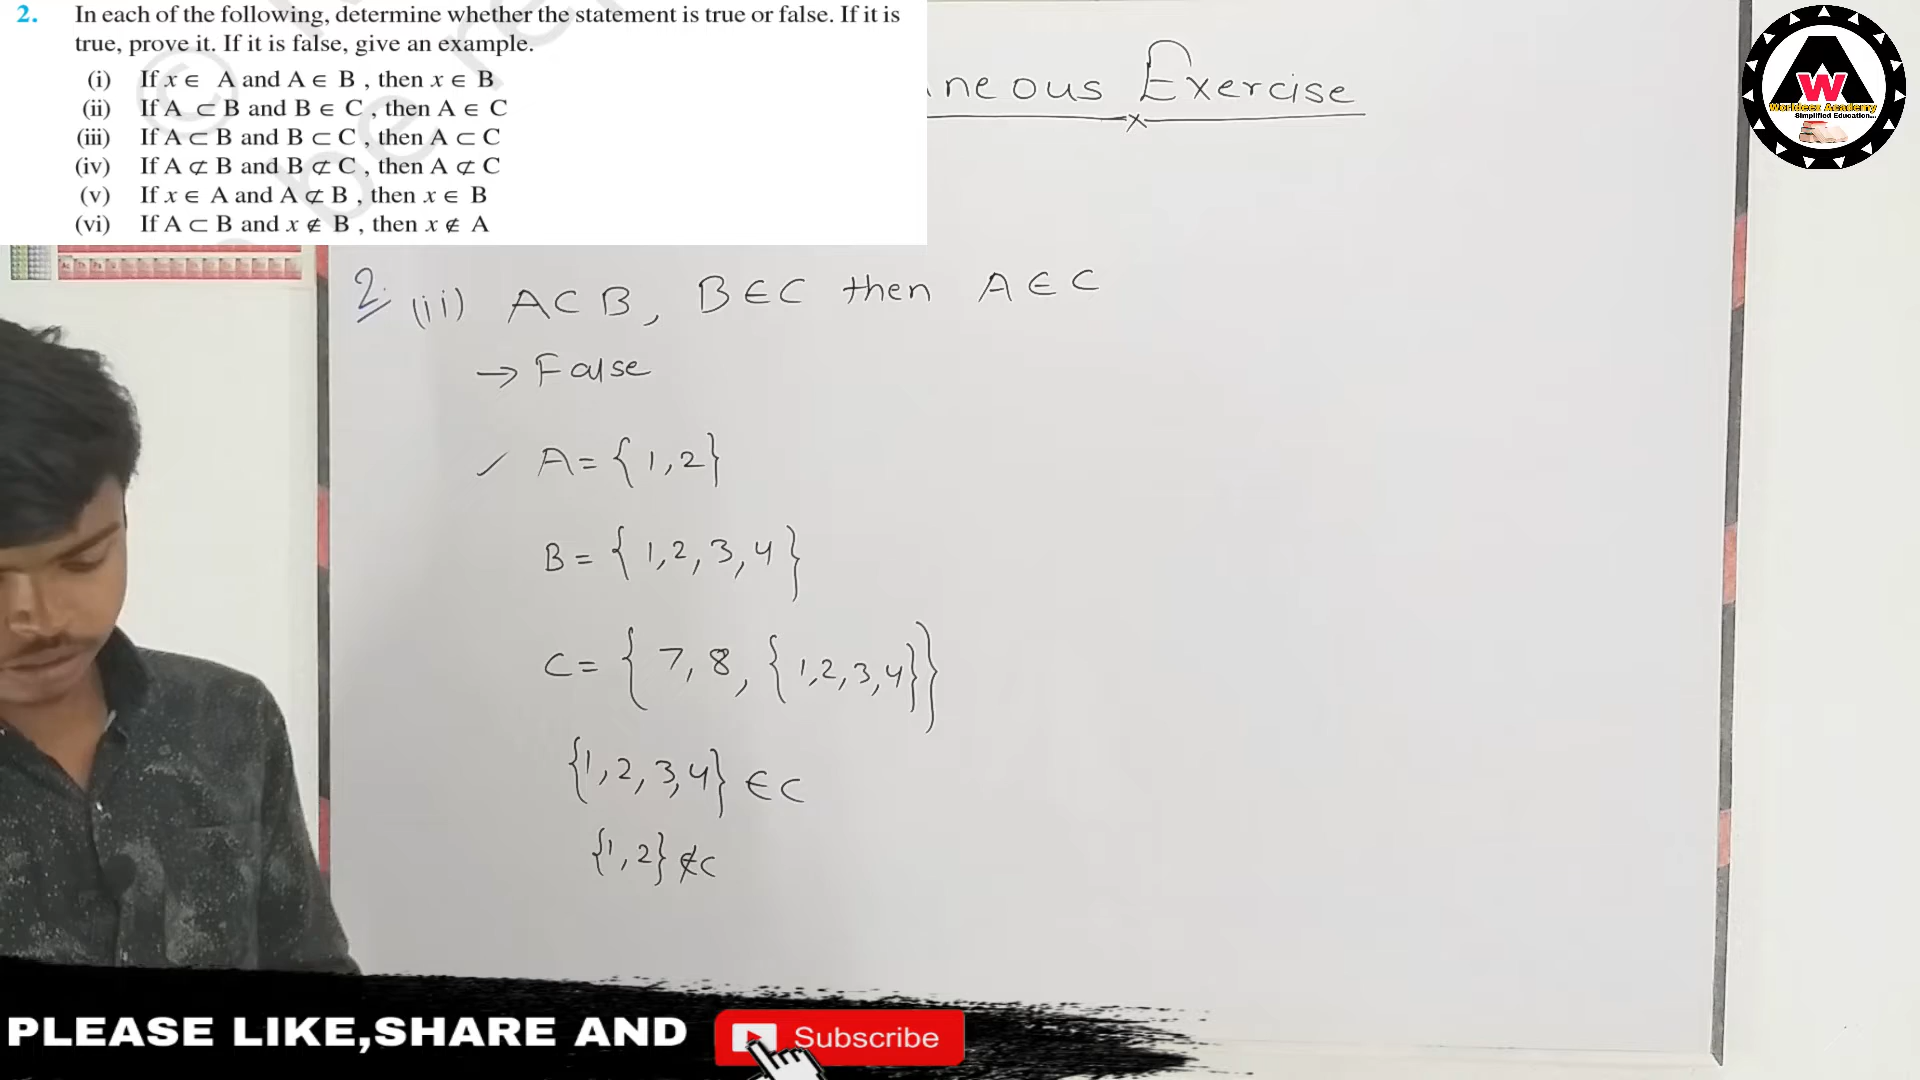 2. In each of the following, determine whether the statement is true or false. If it is
true, prove it. If it is false, give an example.
(i) If x ∈ A and A ∈ B , then x ∈ B
(ii) If A ⊂ B and B ∈ C , then A ∈ C
(iii) If A ⊂ B and B ⊂ C , then A ⊂ C
(iv) If A ⊄ B and B ⊄ C , then A ⊄ C
(v) If x ∈ A and A ⊄ B , then x ∈ B
(vi) If A ⊂ B and x ∉ B , then x ∉ A
neous Exercise
W
Worldeez Academy
Simplified Education...
2. (ii) A⊂B, B∈C then A∈C
→ False
✓ A= {1,2}
B= {1,2,3,4}
C= {7,8,{1,2,3,4}}
{1,2,3,4} ∈C
{1,2} ∉C
PLEASE LIKE,SHARE AND
Subscribe